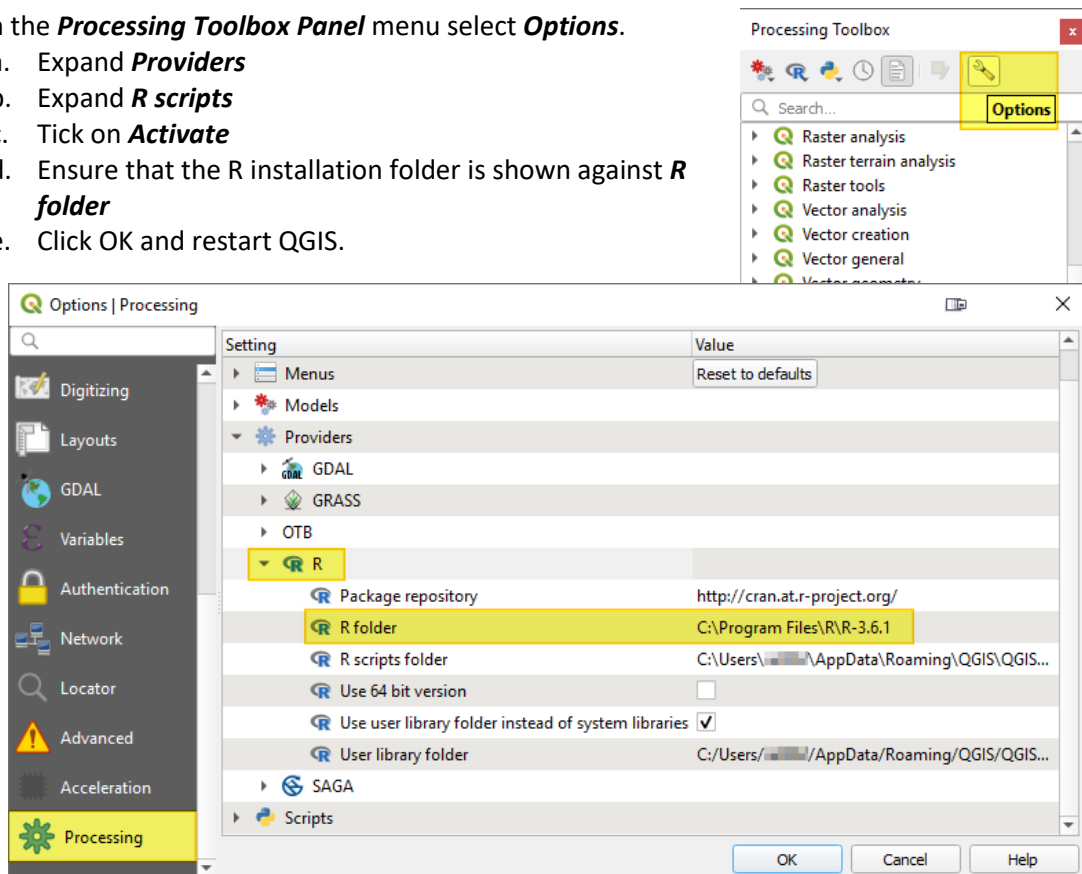 the Processing Toolbox Panel menu select Options.
Expand Providers
Expand R scripts
Tick on Activate
d. Ensure that the R installation folder is shown against R
folder
e. Click OK and restart QGIS.
Processing Toolbox
x
Search...
Options
Raster analysis
Raster terrain analysis
Raster tools
Vector analysis
Vector creation
Vector general
Options | Processing
Setting Value
Digitizing
Layouts
GDAL
Variables
Authentication
Network
Locator
Advanced
Acceleration
Processing
Menus Reset to defaults
Models
Providers
GDAL
GRASS
OTB
R
Package repository http://cran.at.r-project.org/
R folder C:\Program Files\R\R-3.6.1
R scripts folder C:\Users\ \AppData\Roaming\QGIS\QGIS...
Use 64 bit version
Use user library folder instead of system libraries
User library folder C:/Users/ /AppData/Roaming/QGIS/QGIS...
SAGA
Scripts
OK Cancel Help